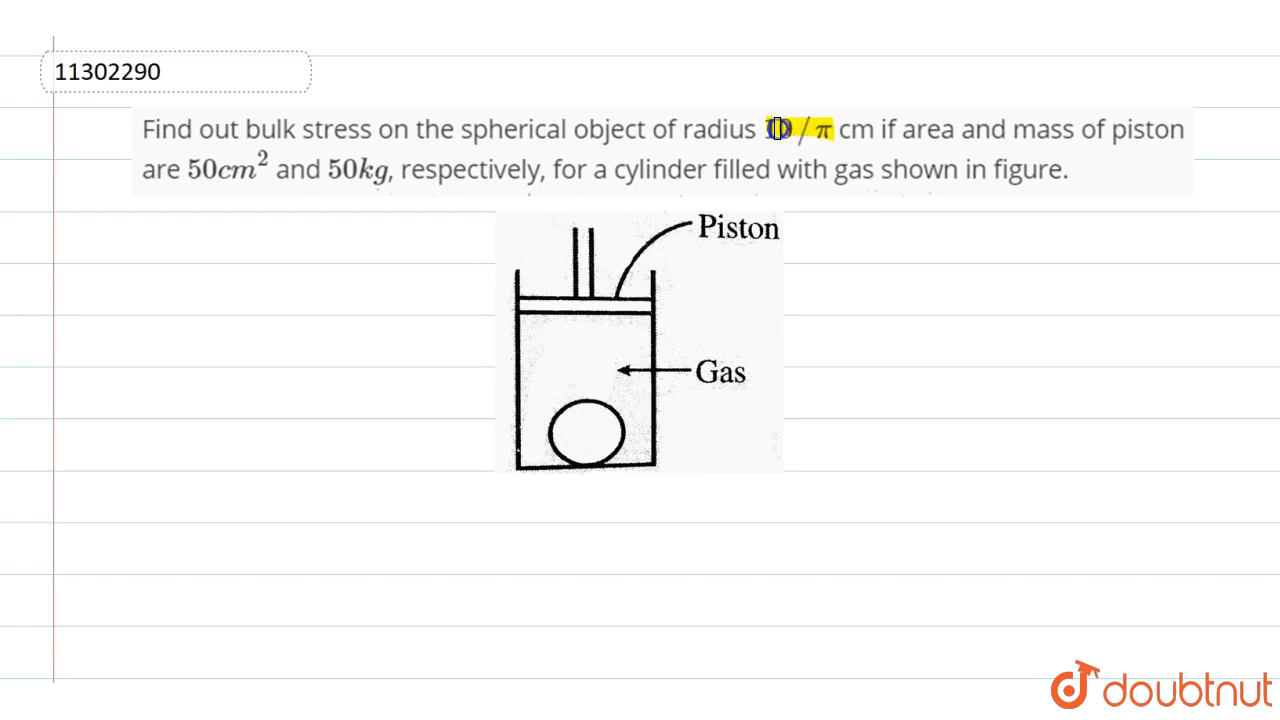 11302290
Find out bulk stress on the spherical object of radius 10/π cm if area and mass of piston
are 50cm² and 50kg, respectively, for a cylinder filled with gas shown in figure.
Piston
Gas
doubtnut